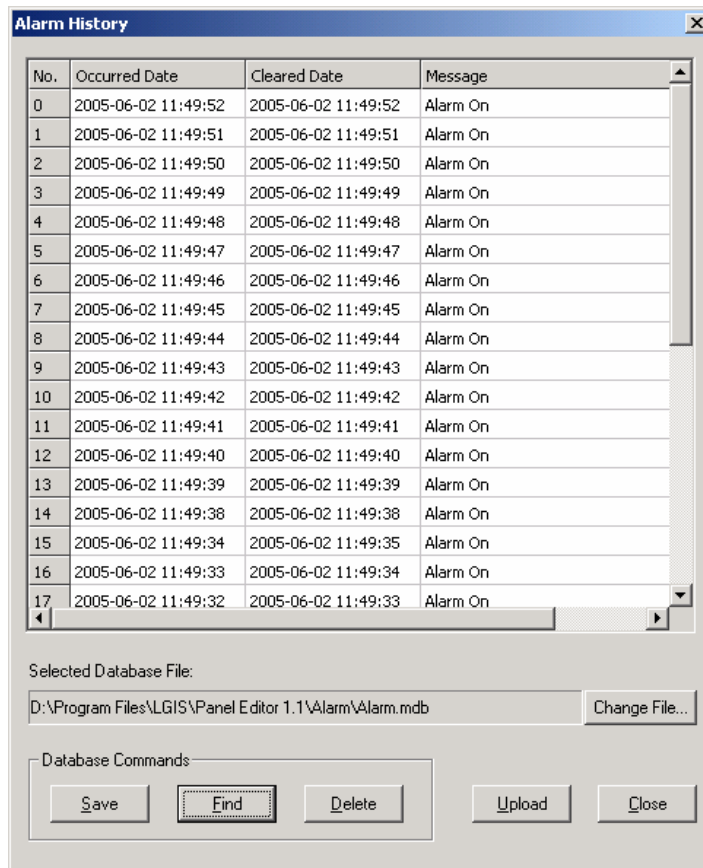 Alarm History
No. Occurred Date Cleared Date Message
0 2005-06-02 11:49:52 2005-06-02 11:49:52 Alarm On
1 2005-06-02 11:49:51 2005-06-02 11:49:51 Alarm On
2 2005-06-02 11:49:50 2005-06-02 11:49:50 Alarm On
3 2005-06-02 11:49:49 2005-06-02 11:49:49 Alarm On
4 2005-06-02 11:49:48 2005-06-02 11:49:48 Alarm On
5 2005-06-02 11:49:47 2005-06-02 11:49:47 Alarm On
6 2005-06-02 11:49:46 2005-06-02 11:49:46 Alarm On
7 2005-06-02 11:49:45 2005-06-02 11:49:45 Alarm On
8 2005-06-02 11:49:44 2005-06-02 11:49:44 Alarm On
9 2005-06-02 11:49:43 2005-06-02 11:49:43 Alarm On
10 2005-06-02 11:49:42 2005-06-02 11:49:42 Alarm On
11 2005-06-02 11:49:41 2005-06-02 11:49:41 Alarm On
12 2005-06-02 11:49:40 2005-06-02 11:49:40 Alarm On
13 2005-06-02 11:49:39 2005-06-02 11:49:39 Alarm On
14 2005-06-02 11:49:38 2005-06-02 11:49:38 Alarm On
15 2005-06-02 11:49:34 2005-06-02 11:49:35 Alarm On
16 2005-06-02 11:49:33 2005-06-02 11:49:34 Alarm On
17 2005-06-02 11:49:32 2005-06-02 11:49:33 Alarm On
Selected Database File:
D:\Program Files\LGIS\Panel Editor 1.1\Alarm\Alarm.mdb Change File...
Database Commands
Save Find Delete Upload Close